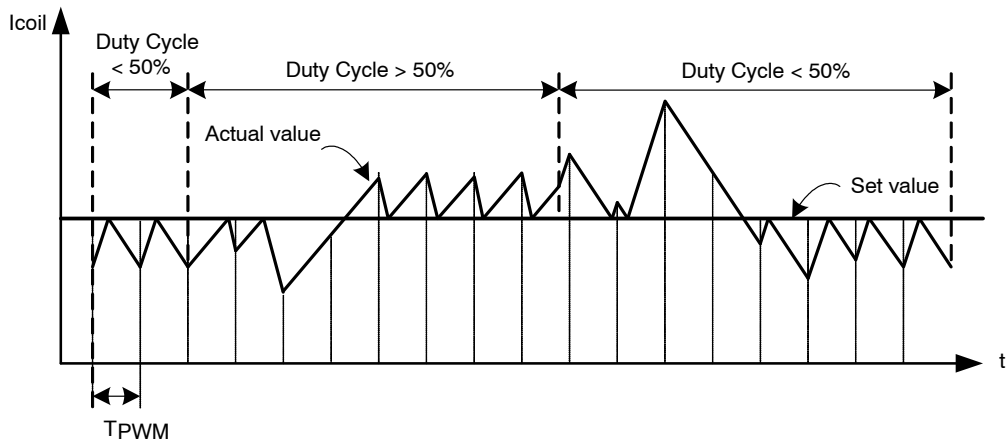 Icoil
Duty Cycle
< 50%
Duty Cycle > 50%
Duty Cycle < 50%
Actual value
Set value
t
TPWM